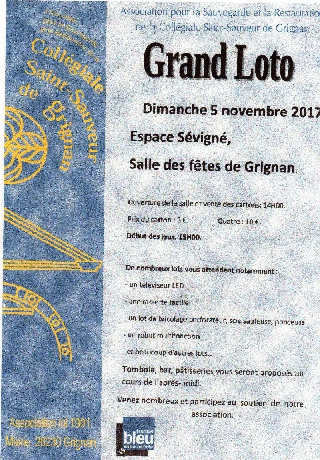 Association pour la Sauvegarde et la Restauration
de la Collégiale Saint-Sauveur de Grignan
Collégiale
Saint-Sauveur
de
grignan
Grand Loto
Dimanche 5 novembre 2017
Espace Sévigné,
Salle des fêtes de Grignan
Ouverture de la salle et vente des cartons: 14H00.
Prix du carton : 3 €
Quatre : 10 €.
Début des jeux. 15H00.
De nombreux lots vous attendent notamment :
- un téléviseur LED
- une tablette tactile
- un lot de bricolage perforateur, scie sauteuse, ponceuse
- un robot multifonction
- et beaucoup d'autres lots...
Tombola, bar, pâtisseries vous seront proposés au
cours de l'après-midi.
Venez nombreux et participez au soutien de notre
association.
Association loi 1901
Mairie, 26230 Grignan
france
bleu